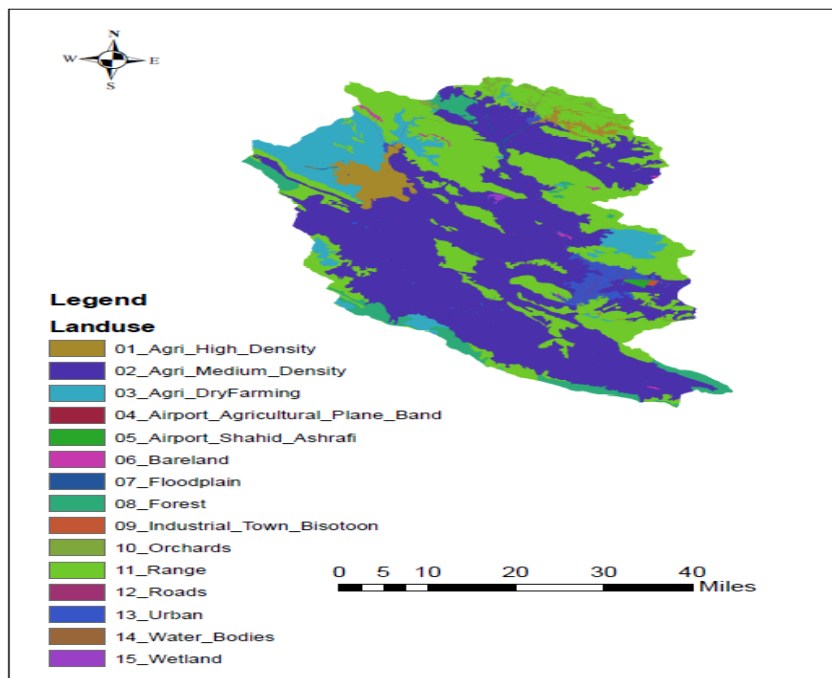 N
W E
S
Legend
Landuse
01_Agri_High_Density
02_Agri_Medium_Density
03_Agri_DryFarming
04_Airport_Agricultural_Plane_Band
05_Airport_Shahid_Ashrafi
06_Bareland
07_Floodplain
08_Forest
09_Industrial_Town_Bisotoon
10_Orchards
11_Range
12_Roads
13_Urban
14_Water_Bodies
15_Wetland
0 5 10 20 30 40
Miles